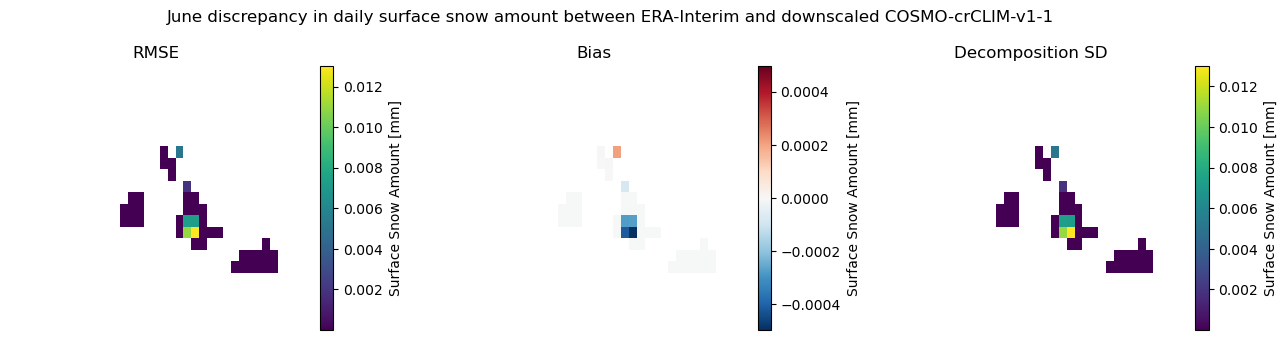 June discrepancy in daily surface snow amount between ERA-Interim and downscaled COSMO-crCLIM-v1-1
RMSE
0.012
0.010
0.008
0.006
0.004
0.002
Surface Snow Amount [mm]
Bias
0.0004
0.0002
0.0000
−0.0002
−0.0004
Surface Snow Amount [mm]
Decomposition SD
0.012
0.010
0.008
0.006
0.004
0.002
Surface Snow Amount [mm]